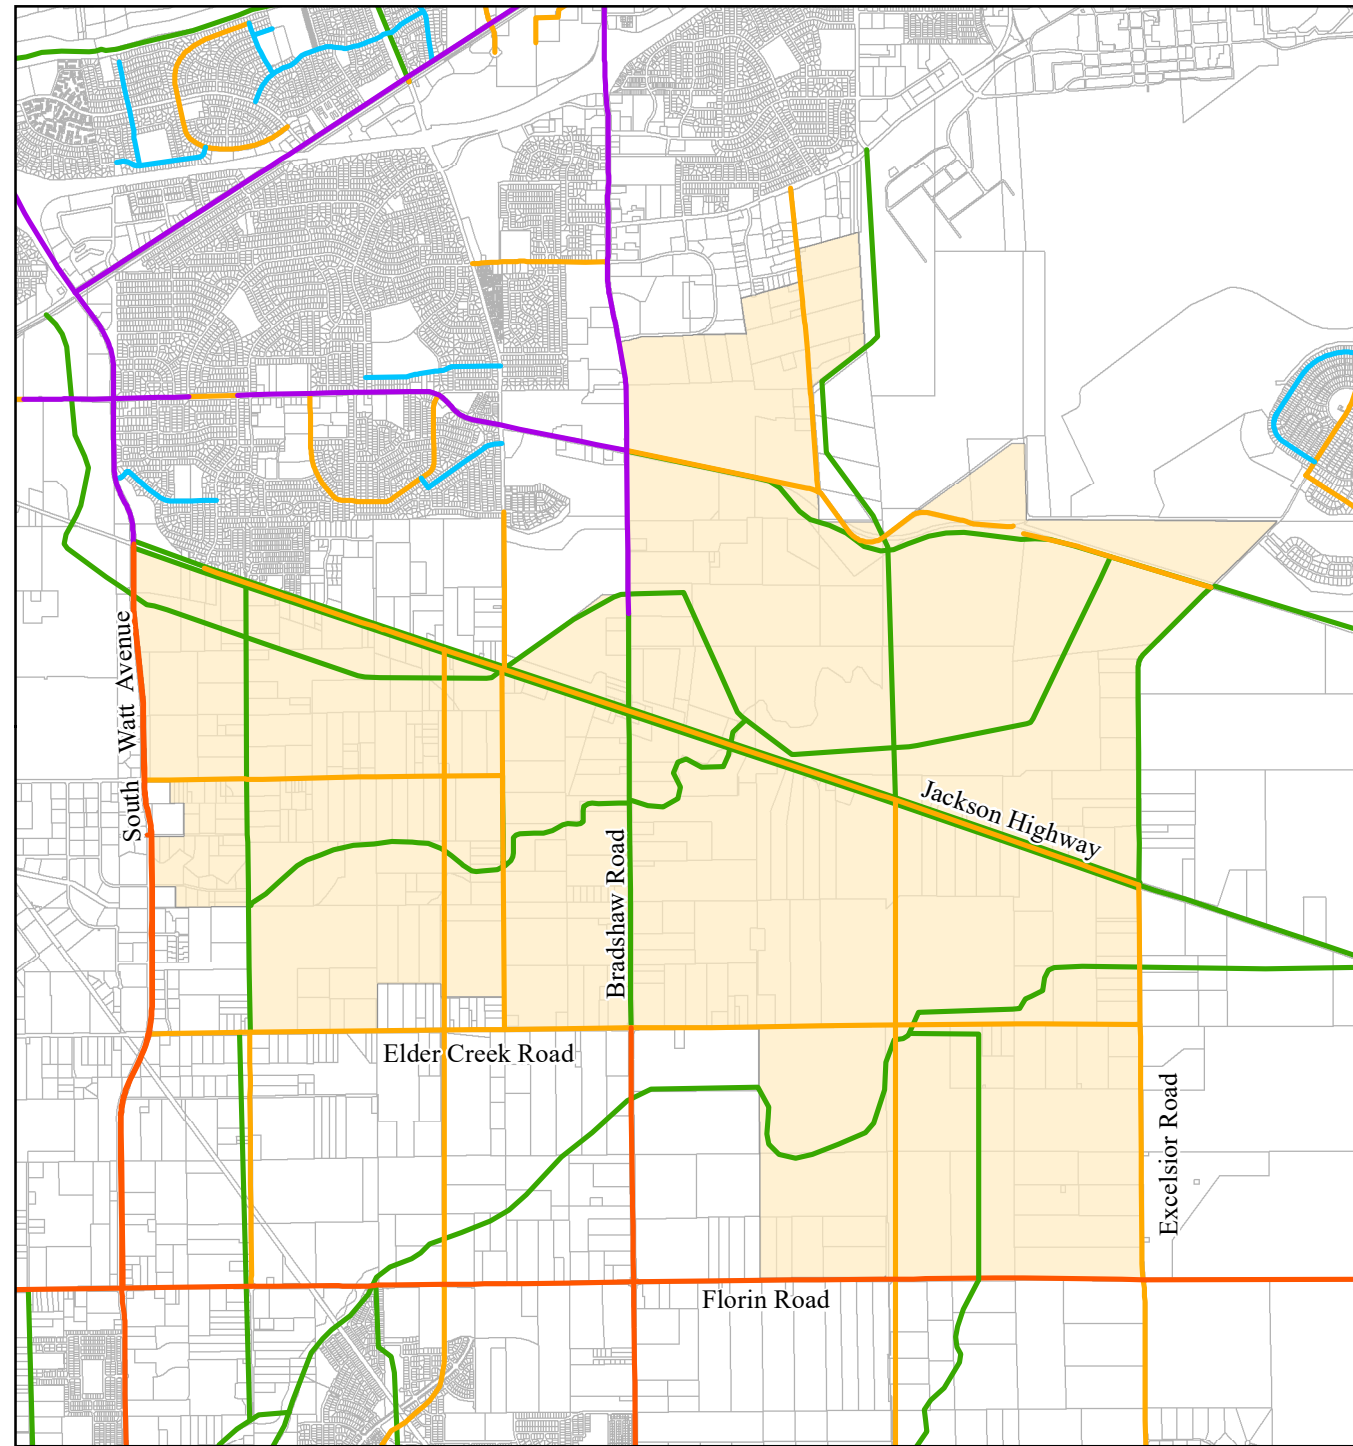 South Watt Avenue
Jackson Highway
Bradshaw Road
Elder Creek Road
Excelsior Road
Florin Road